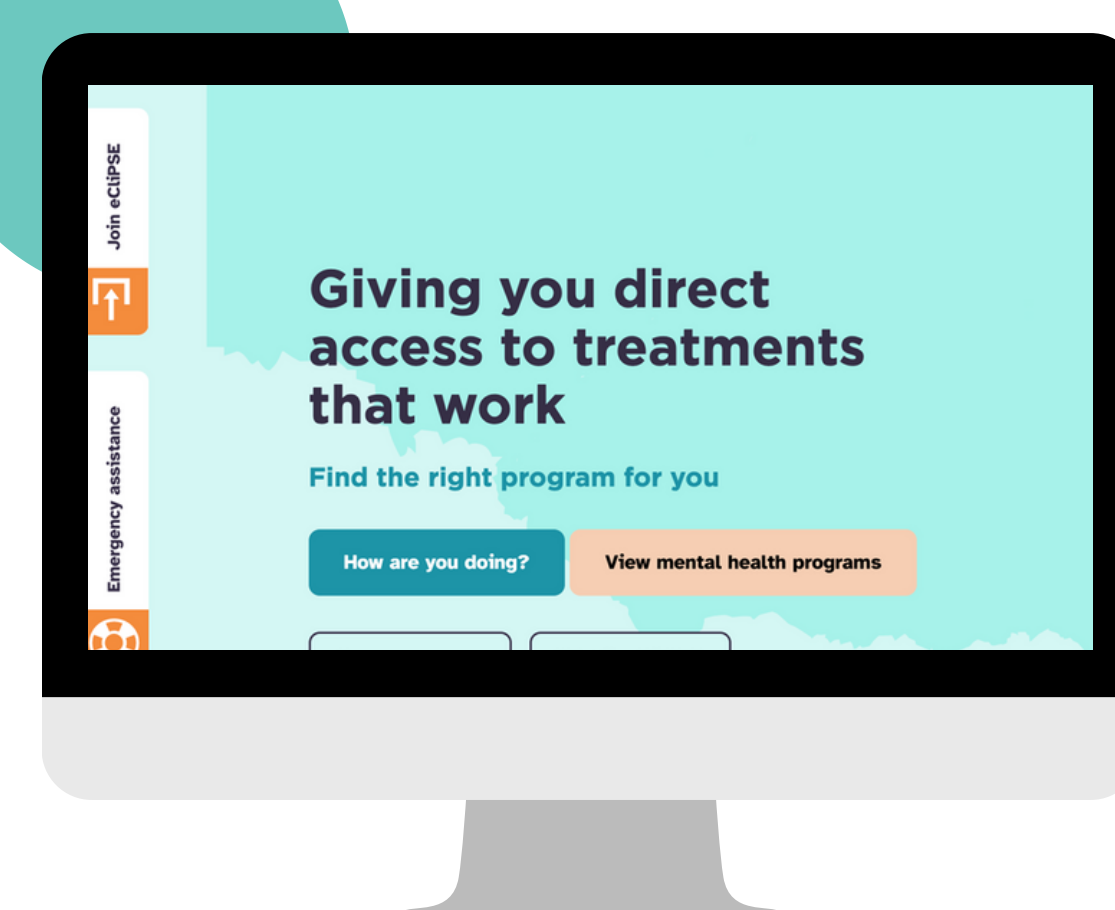 Join eCliPSE
Emergency assistance
Giving you direct
access to treatments
that work
Find the right program for you
How are you doing?
View mental health programs